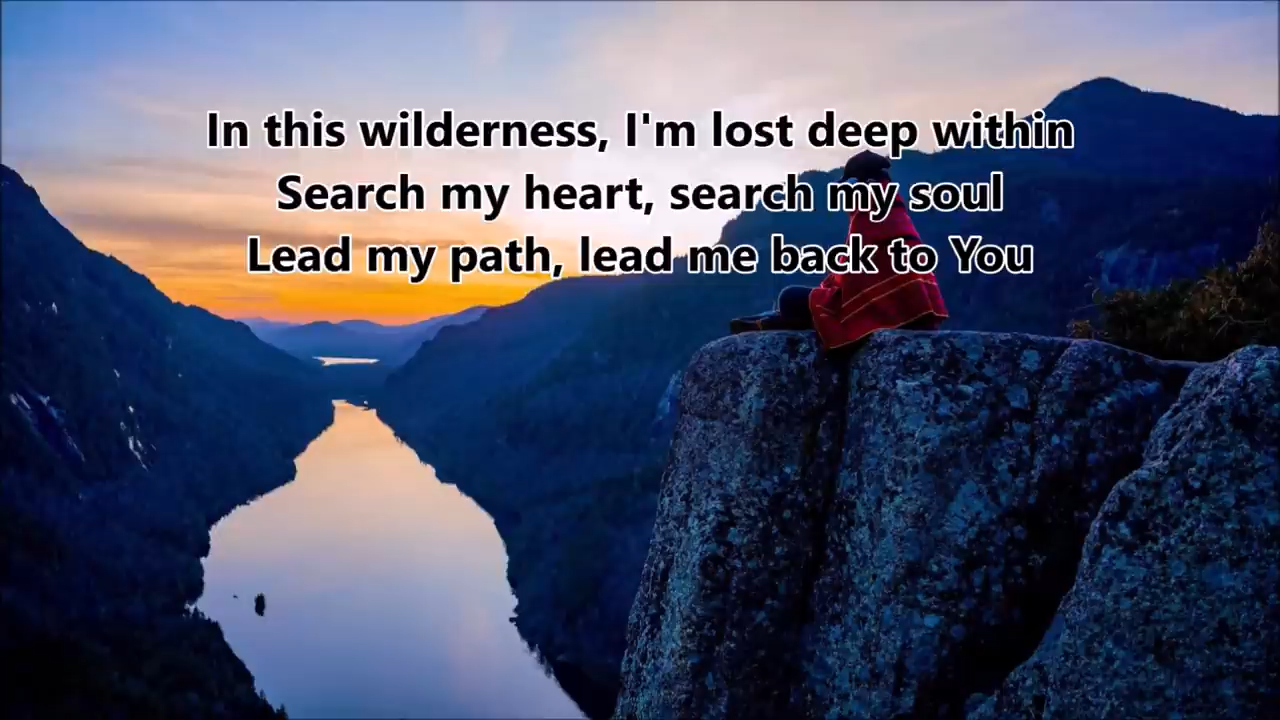 In this wilderness, I'm lost deep within
Search my heart, search my soul
Lead my path, lead me back to You